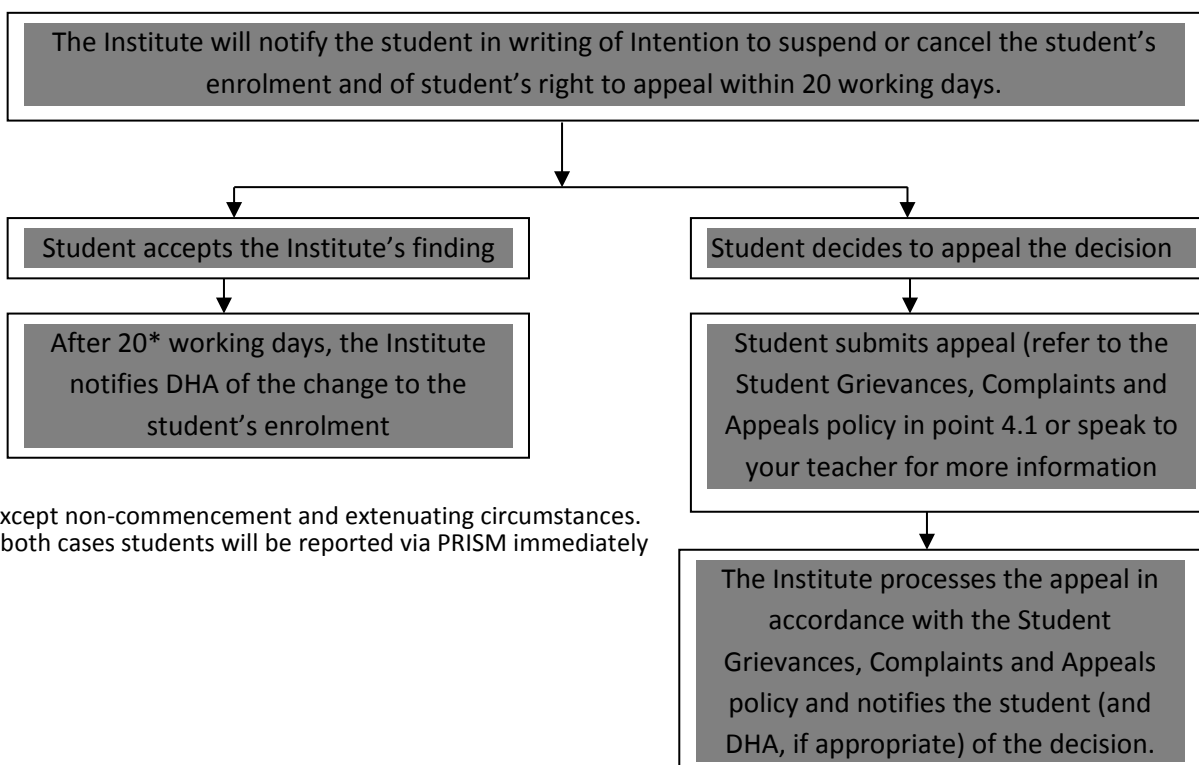 The Institute will notify the student in writing of Intention to suspend or cancel the student’s
enrolment and of student’s right to appeal within 20 working days.
Student accepts the Institute’s finding
Student decides to appeal the decision
After 20* working days, the Institute
notifies DHA of the change to the
student’s enrolment
Student submits appeal (refer to the
Student Grievances, Complaints and
Appeals policy in point 4.1 or speak to
your teacher for more information
xcept non-commencement and extenuating circumstances.
both cases students will be reported via PRISM immediately
The Institute processes the appeal in
accordance with the Student
Grievances, Complaints and Appeals
policy and notifies the student (and
DHA, if appropriate) of the decision.